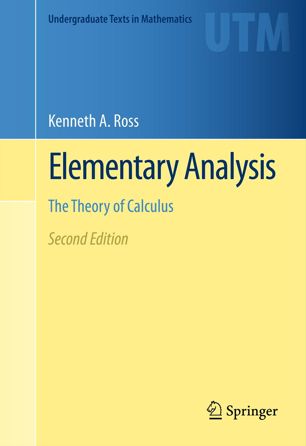 Undergraduate Texts in Mathematics
UTM
Kenneth A. Ross
Elementary Analysis
The Theory of Calculus
Second Edition
Springer